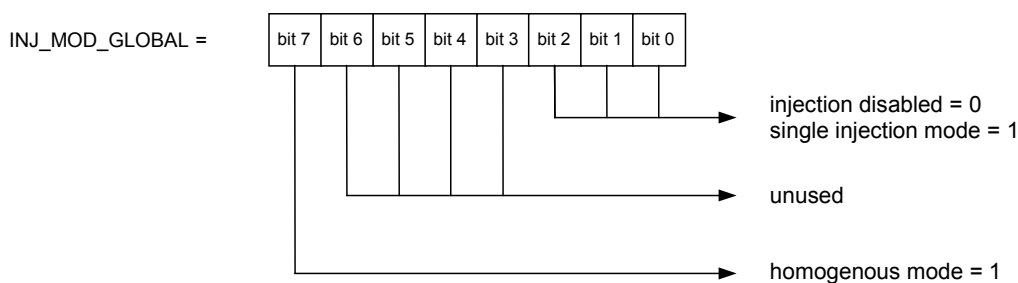 INJ_MOD_GLOBAL = bit 7 bit 6 bit 5 bit 4 bit 3 bit 2 bit 1 bit 0
injection disabled = 0
single injection mode = 1
unused
homogenous mode = 1